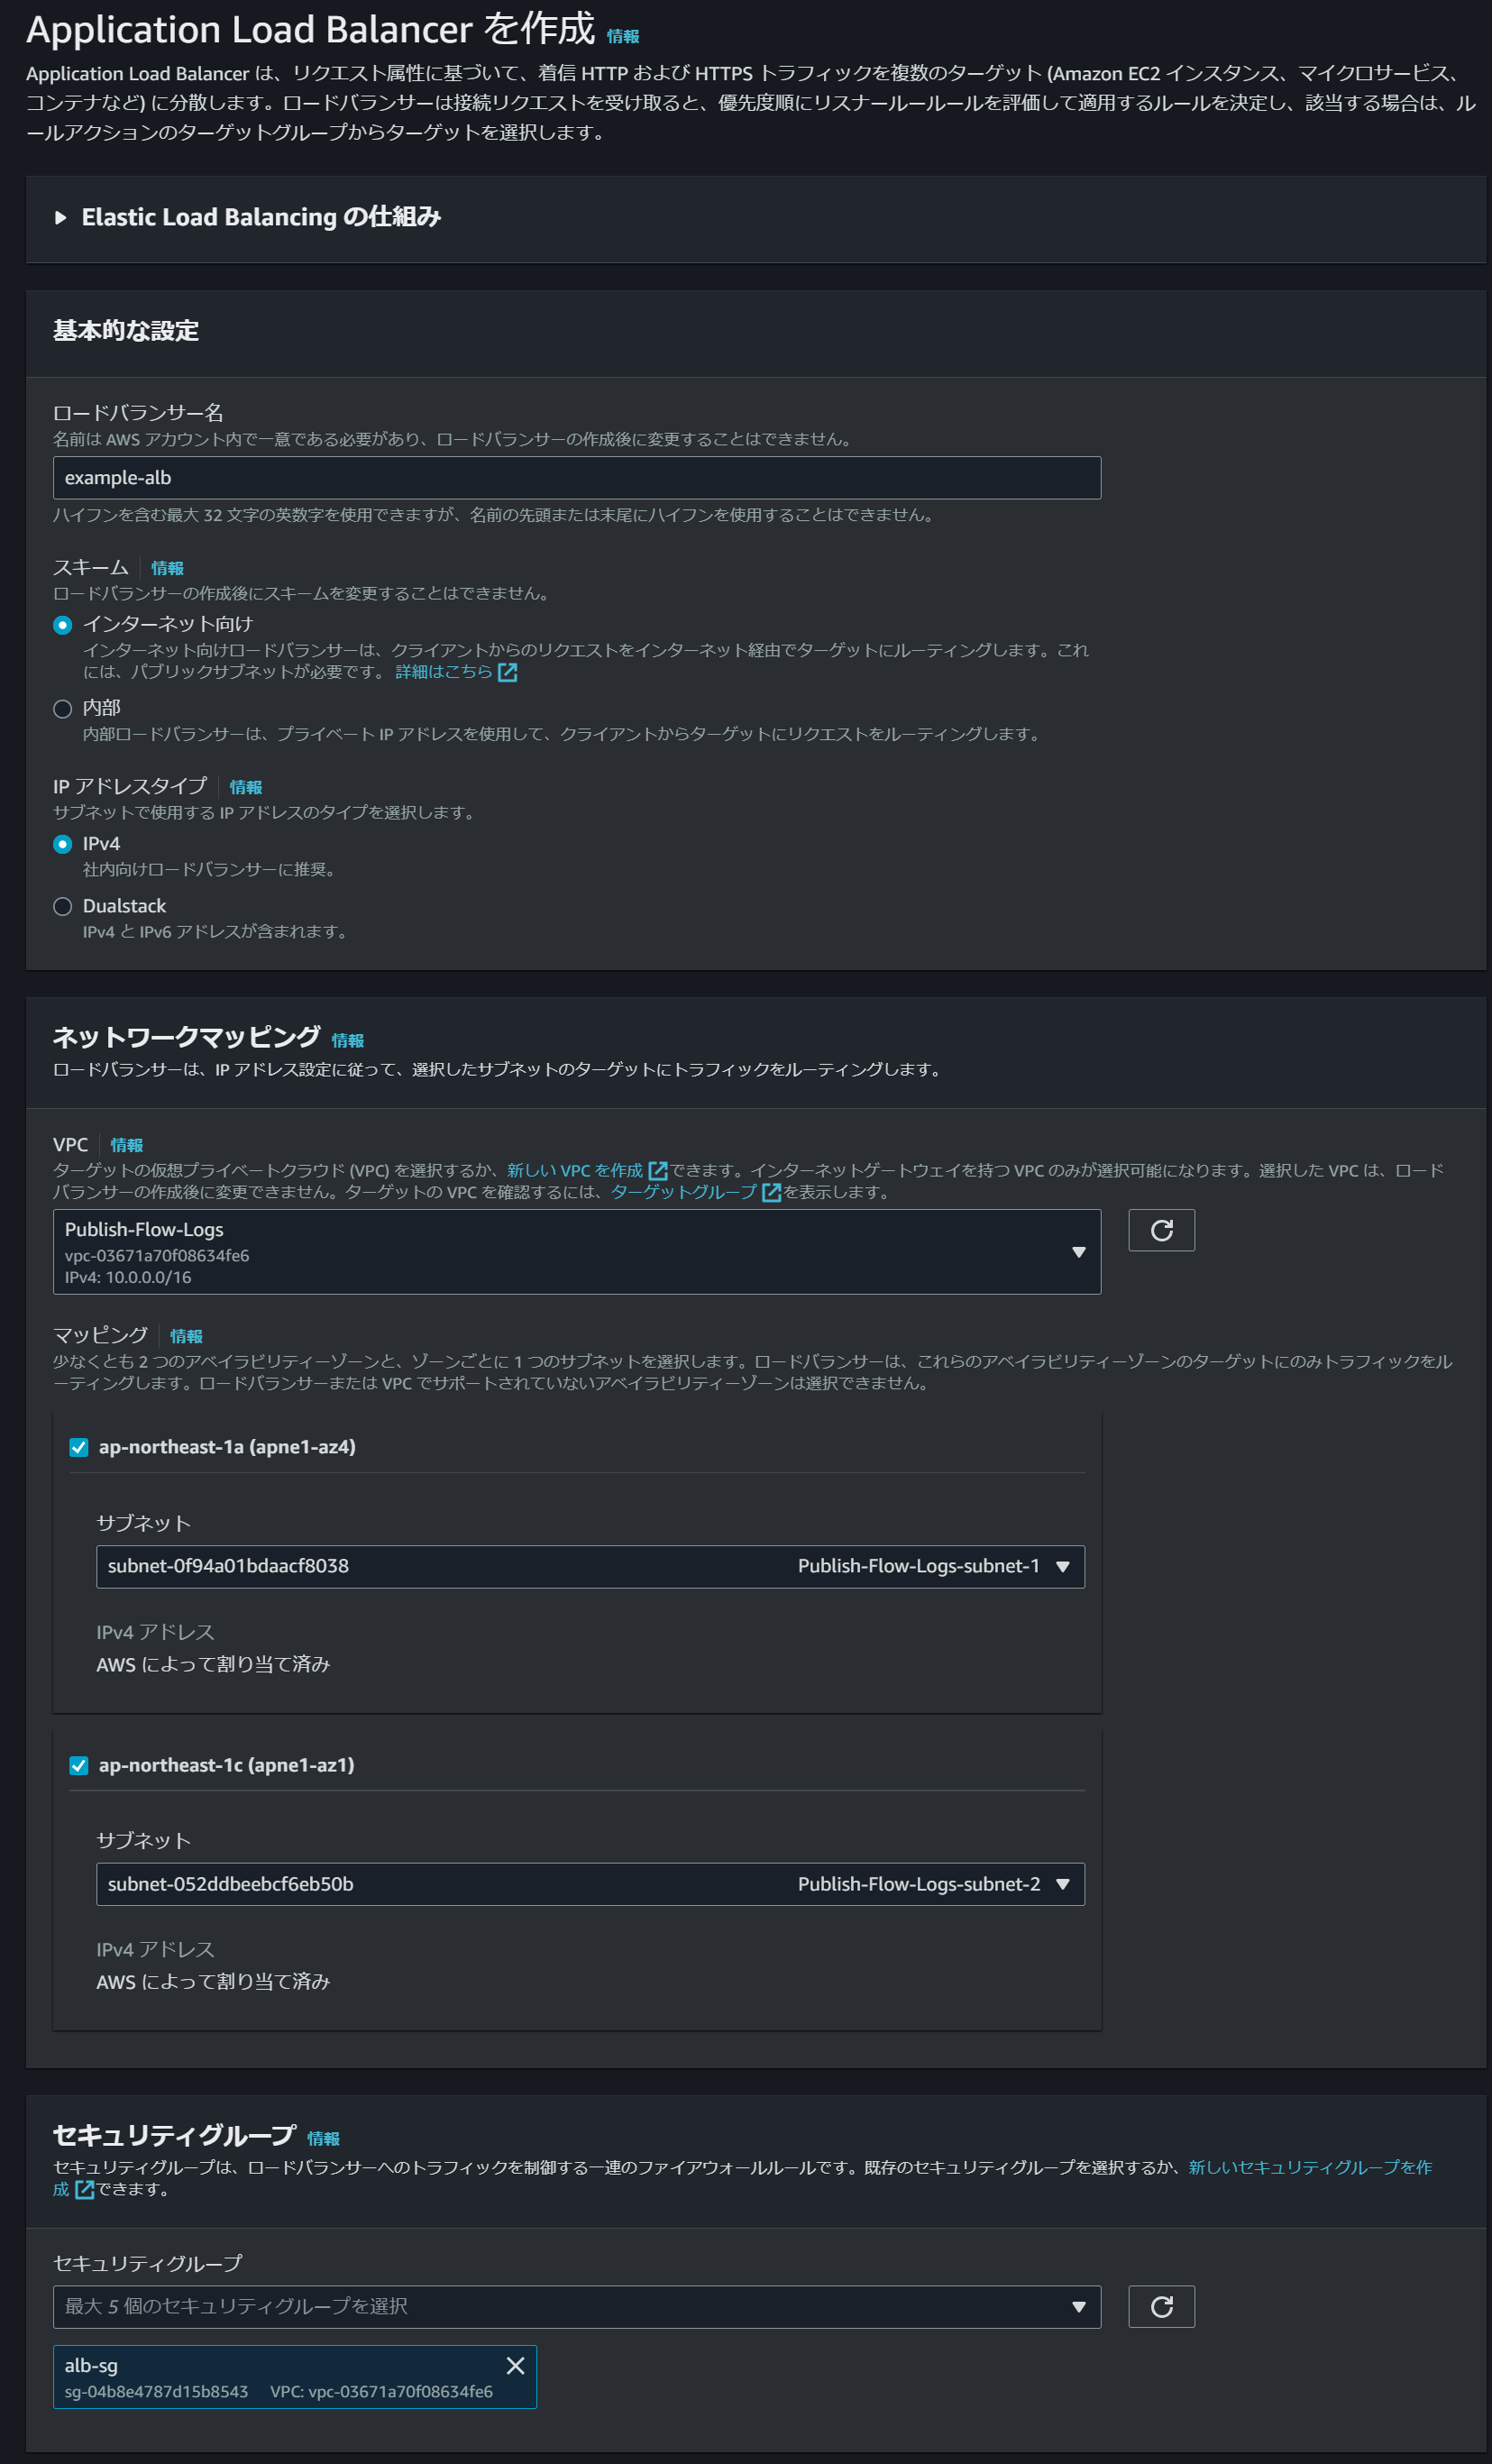 Application Load Balancer を作成 情報
Application Load Balancer は、リクエスト属性に基づいて、着信 HTTP および HTTPS トラフィックを複数のターゲット (Amazon EC2 インスタンス、マイクロサービス、
コンテナなど) に分散します。ロードバランサーは接続リクエストを受け取ると、優先度順にリスナールールールを評価して適用するルールを決定し、該当する場合は、ル
ールアクションのターゲットグループからターゲットを選択します。
Elastic Load Balancing の仕組み
基本的な設定
ロードバランサー名
名前は AWS アカウント内で一意である必要があり、ロードバランサーの作成後に変更することはできません。
example-alb
ハイフンを含む最大 32 文字の英数字を使用できますが、名前の先頭または末尾にハイフンを使用することはできません。
スキーム 情報
ロードバランサーの作成後にスキームを変更することはできません。
インターネット向け
インターネット向けロードバランサーは、クライアントからのリクエストをインターネット経由でターゲットにルーティングします。これ
には、パブリックサブネットが必要です。 詳細はこちら
内部
内部ロードバランサーは、プライベート IP アドレスを使用して、クライアントからターゲットにリクエストをルーティングします。
IP アドレスタイプ 情報
サブネットで使用する IP アドレスのタイプを選択します。
IPv4
社内向けロードバランサーに推奨。
Dualstack
IPv4 と IPv6 アドレスが含まれます。
ネットワークマッピング 情報
ロードバランサーは、IP アドレス設定に従って、選択したサブネットのターゲットにトラフィックをルーティングします。
VPC 情報
ターゲットの仮想プライベートクラウド (VPC) を選択するか、新しい VPC を作成 できます。インターネットゲートウェイを持つ VPC のみが選択可能になります。選択した VPC は、ロード
バランサーの作成後に変更できません。ターゲットの VPC を確認するには、ターゲットグループ を表示します。
Publish-Flow-Logs
vpc-03671a70f08634fe6
IPv4: 10.0.0.0/16
マッピング 情報
少なくとも 2 つのアベイラビリティーゾーンと、ゾーンごとに 1 つのサブネットを選択します。ロードバランサーは、これらのアベイラビリティーゾーンのターゲットにのみトラフィックをル
ーティングします。ロードバランサーまたは VPC でサポートされていないアベイラビリティーゾーンは選択できません。
ap-northeast-1a (apne1-az4)
サブネット
subnet-0f94a01bdaacf8038 Publish-Flow-Logs-subnet-1
IPv4 アドレス
AWS によって割り当て済み
ap-northeast-1c (apne1-az1)
サブネット
subnet-052ddbeebcf6eb50b Publish-Flow-Logs-subnet-2
IPv4 アドレス
AWS によって割り当て済み
セキュリティグループ 情報
セキュリティグループは、ロードバランサーへのトラフィックを制御する一連のファイアウォールルールです。既存のセキュリティグループを選択するか、新しいセキュリティグループを作
成 できます。
セキュリティグループ
最大 5 個のセキュリティグループを選択
alb-sg
sg-04b8e4787d15b8543 VPC: vpc-03671a70f08634fe6